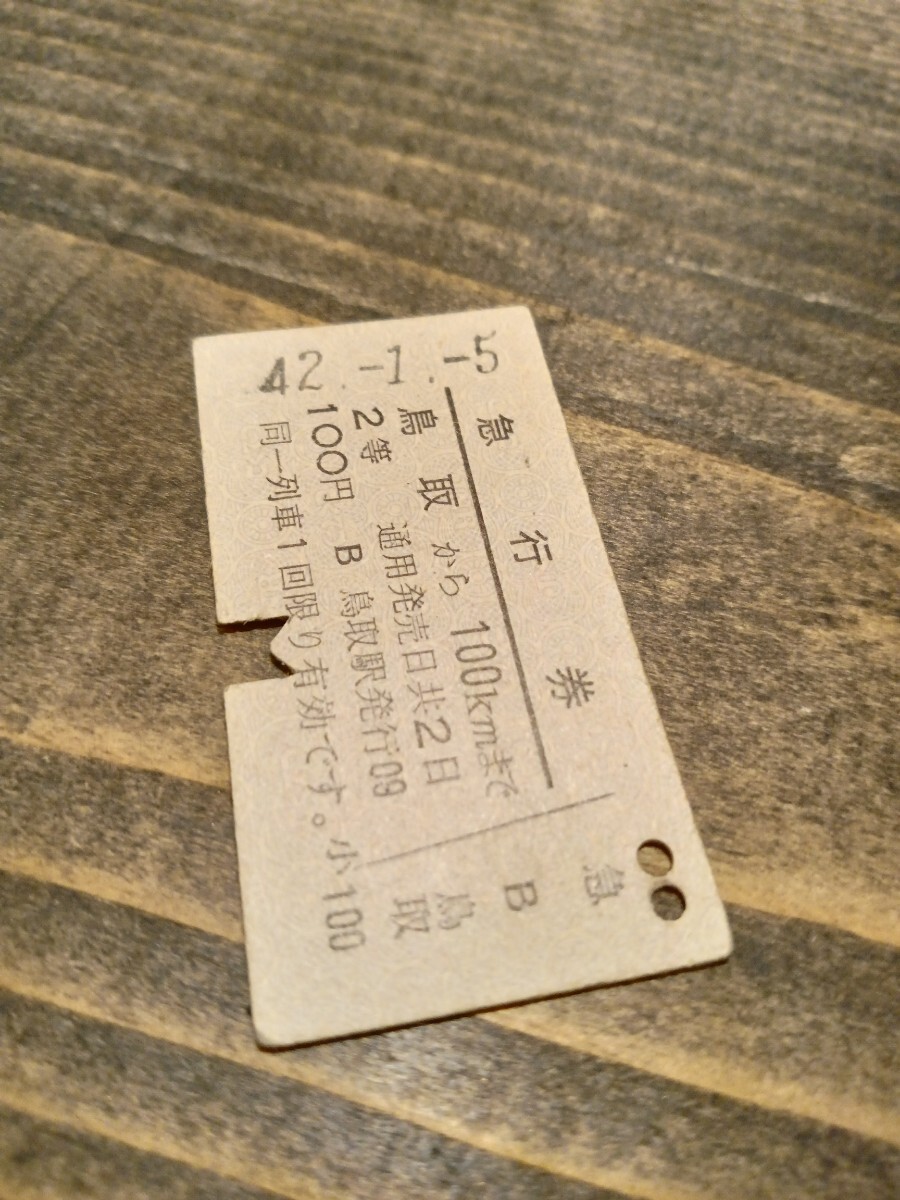 42.-1.-5
急行券
鳥取から100kmまで
2等 通用発売日共2日
100円 B 鳥取駅発行09
同一列車1回限り有効です。小100
急
B
鳥取